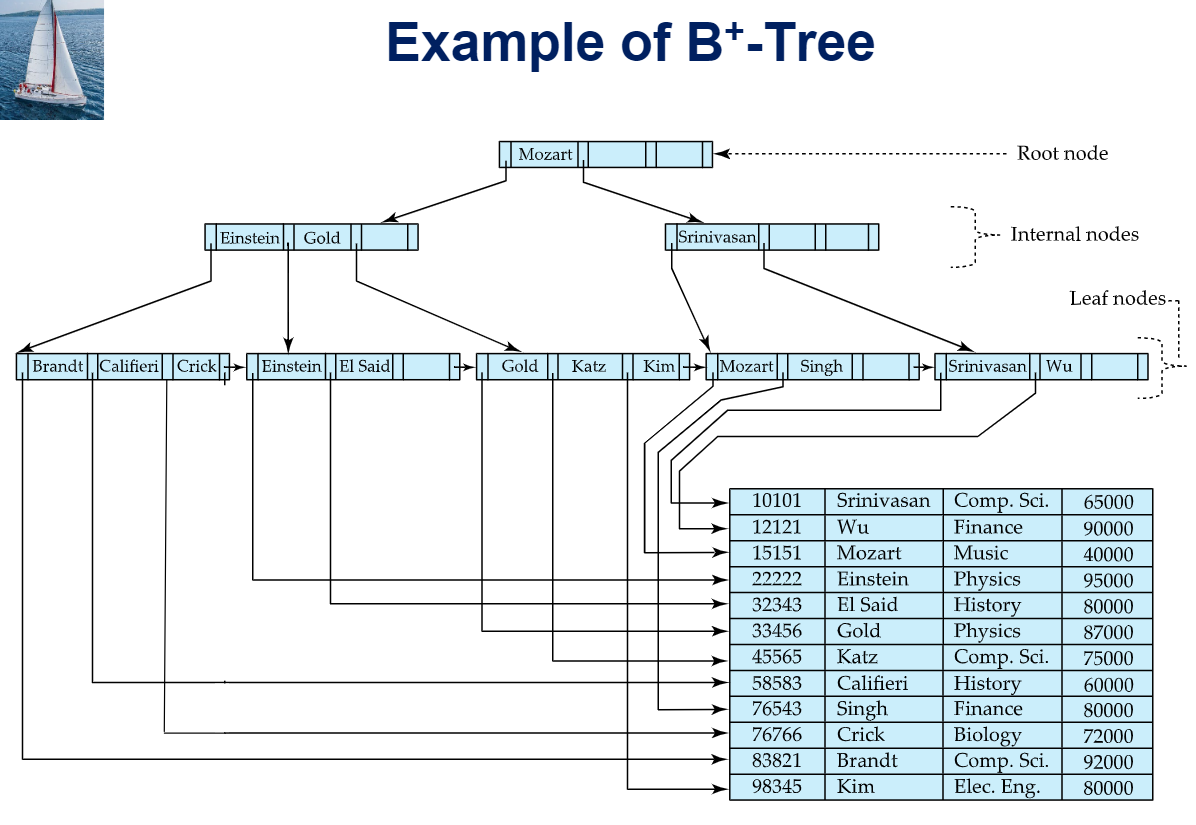 Example of B+-Tree
Mozart
Root node
Einstein Gold
Srinivasan
Internal nodes
Leaf nodes
Brandt Califieri Crick
Einstein El Said
Gold Katz Kim
Mozart Singh
Srinivasan Wu
10101 Srinivasan Comp. Sci. 65000
12121 Wu Finance 90000
15151 Mozart Music 40000
22222 Einstein Physics 95000
32343 El Said History 80000
33456 Gold Physics 87000
45565 Katz Comp. Sci. 75000
58583 Califieri History 60000
76543 Singh Finance 80000
76766 Crick Biology 72000
83821 Brandt Comp. Sci. 92000
98345 Kim Elec. Eng. 80000